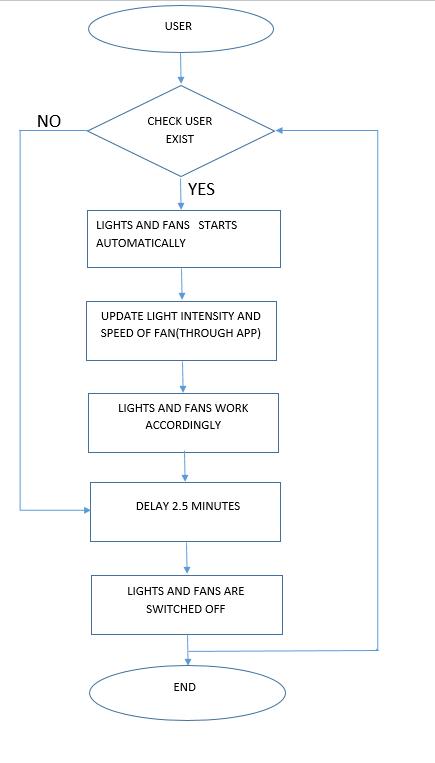 USER
CHECK USER
EXIST
NO
YES
LIGHTS AND FANS STARTS
AUTOMATICALLY
UPDATE LIGHT INTENSITY AND
SPEED OF FAN(THROUGH APP)
LIGHTS AND FANS WORK
ACCORDINGLY
DELAY 2.5 MINUTES
LIGHTS AND FANS ARE
SWITCHED OFF
END